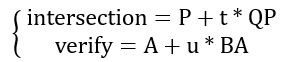 intersection = P + t * QP
verify = A + u * BA